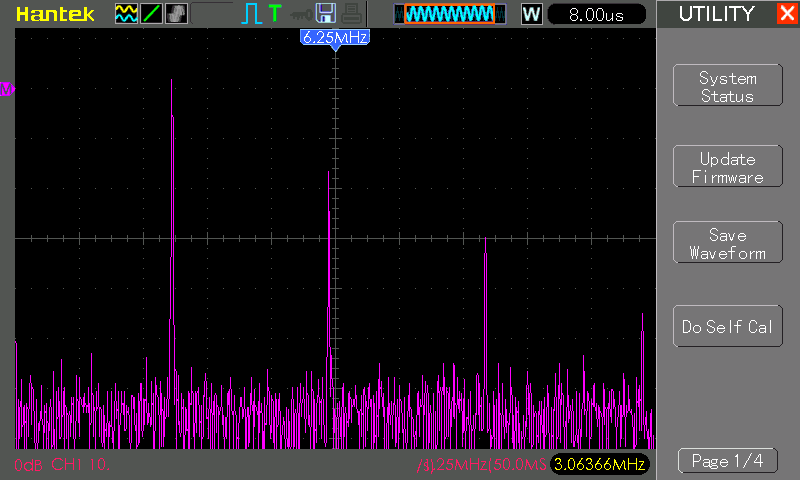 Hantek
T
W
8.00us
UTILITY
6.25MHz
M
System
Status
Update
Firmware
Save
Waveform
Do Self Cal
0dB CH1 10.
.25MHz(50.0MS
3.06366MHz
Page 1/4